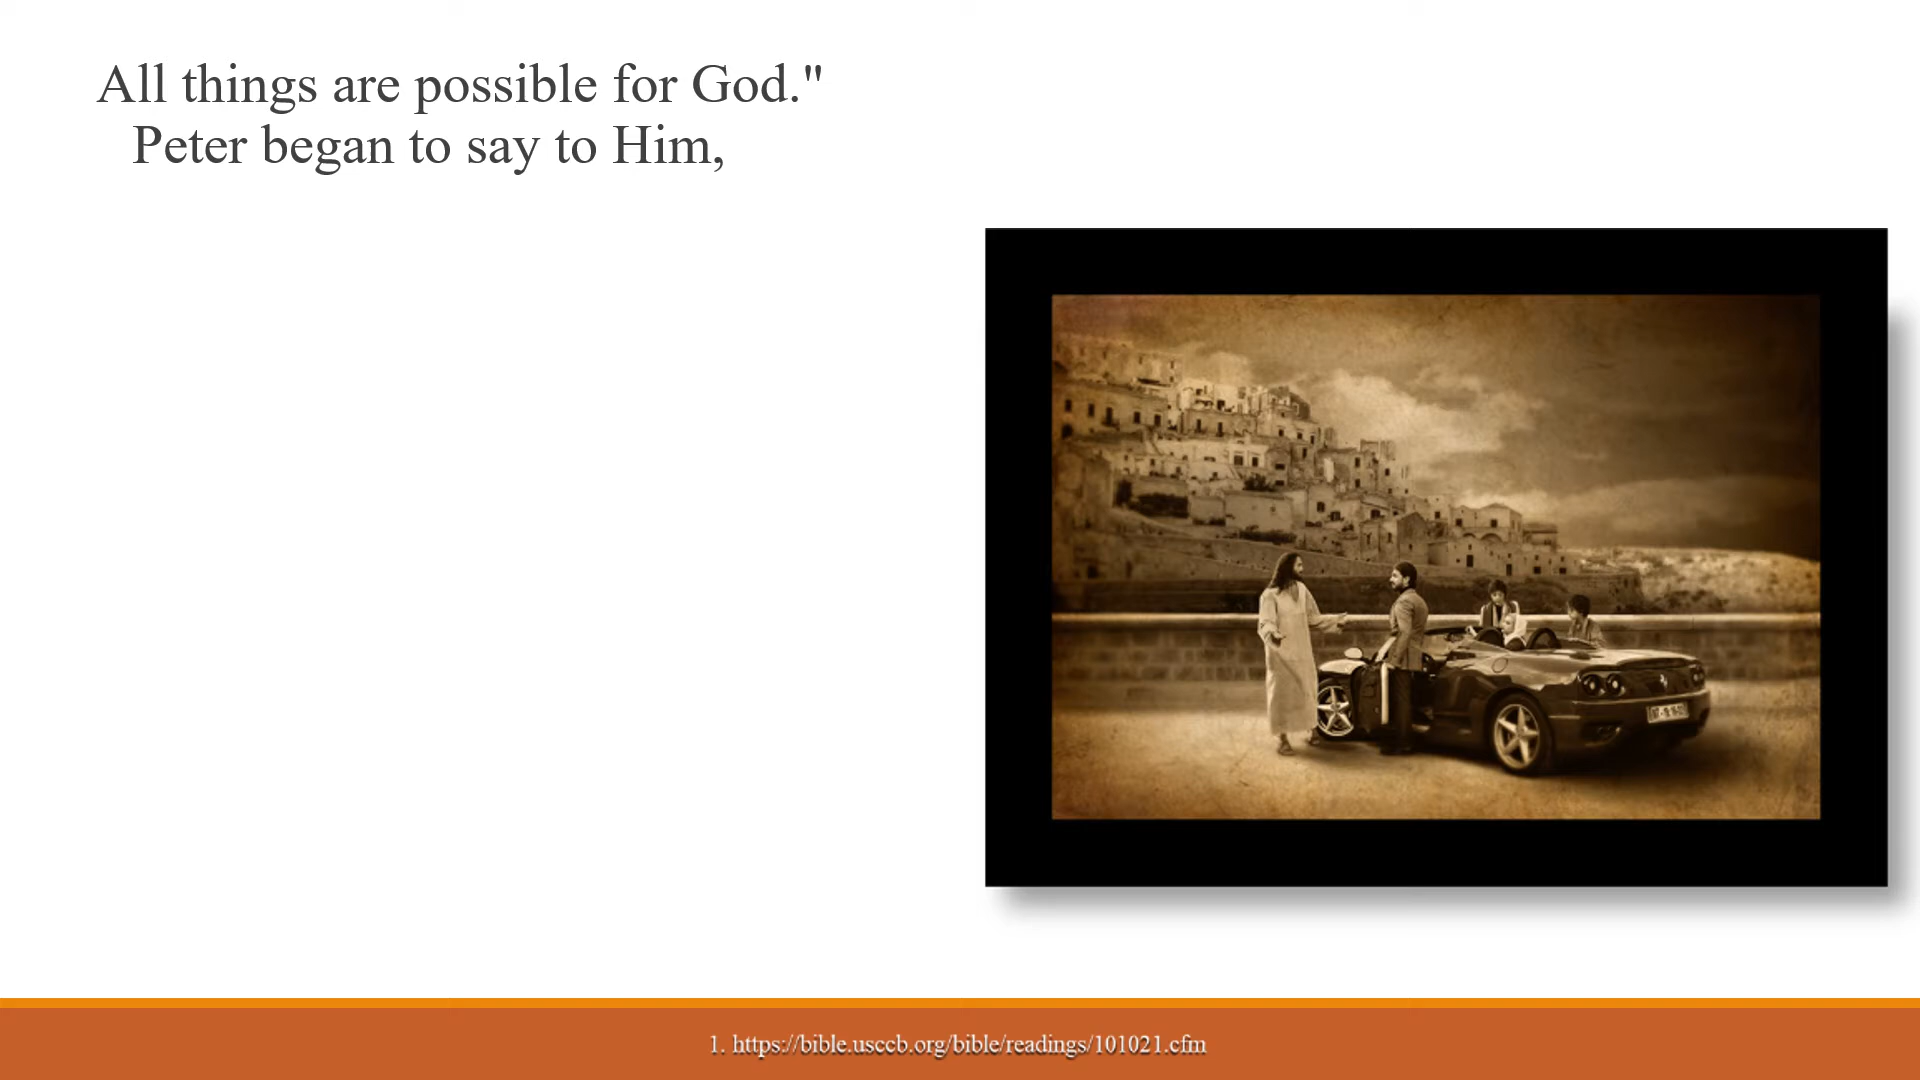 All things are possible for God."
Peter began to say to Him,
1. https://bible.usccb.org/bible/readings/101021.cfm